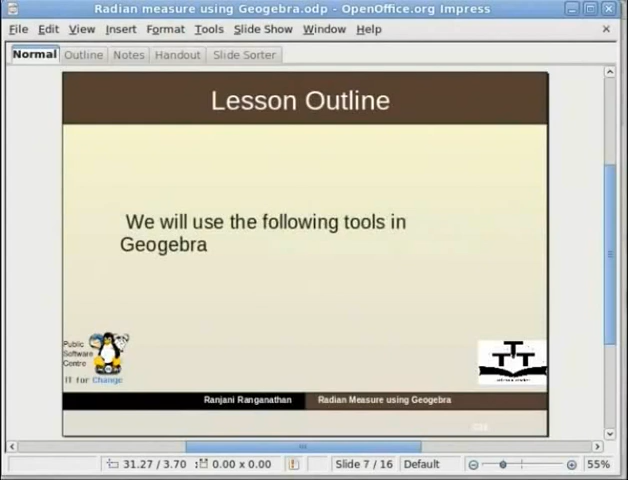 Radian measure using Geogebra.odp - OpenOffice.org Impress
File Edit View Insert Format Tools Slide Show Window Help
Normal Outline Notes Handout Slide Sorter
Lesson Outline
We will use the following tools in
Geogebra
Public
Software
Centre
IT for Change
TTT
Ranjani Ranganathan Radian Measure using Geogebra
31.27 / 3.70 0.00 x 0.00 Slide 7 / 16 Default 55%